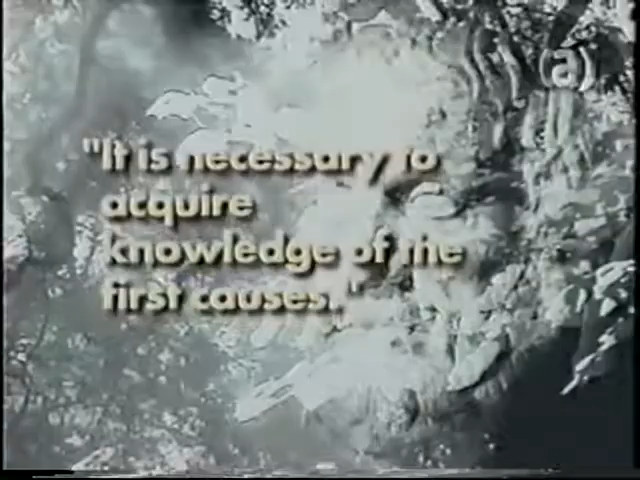 (a)
"It is necessary to
acquire
knowledge of the
first causes."